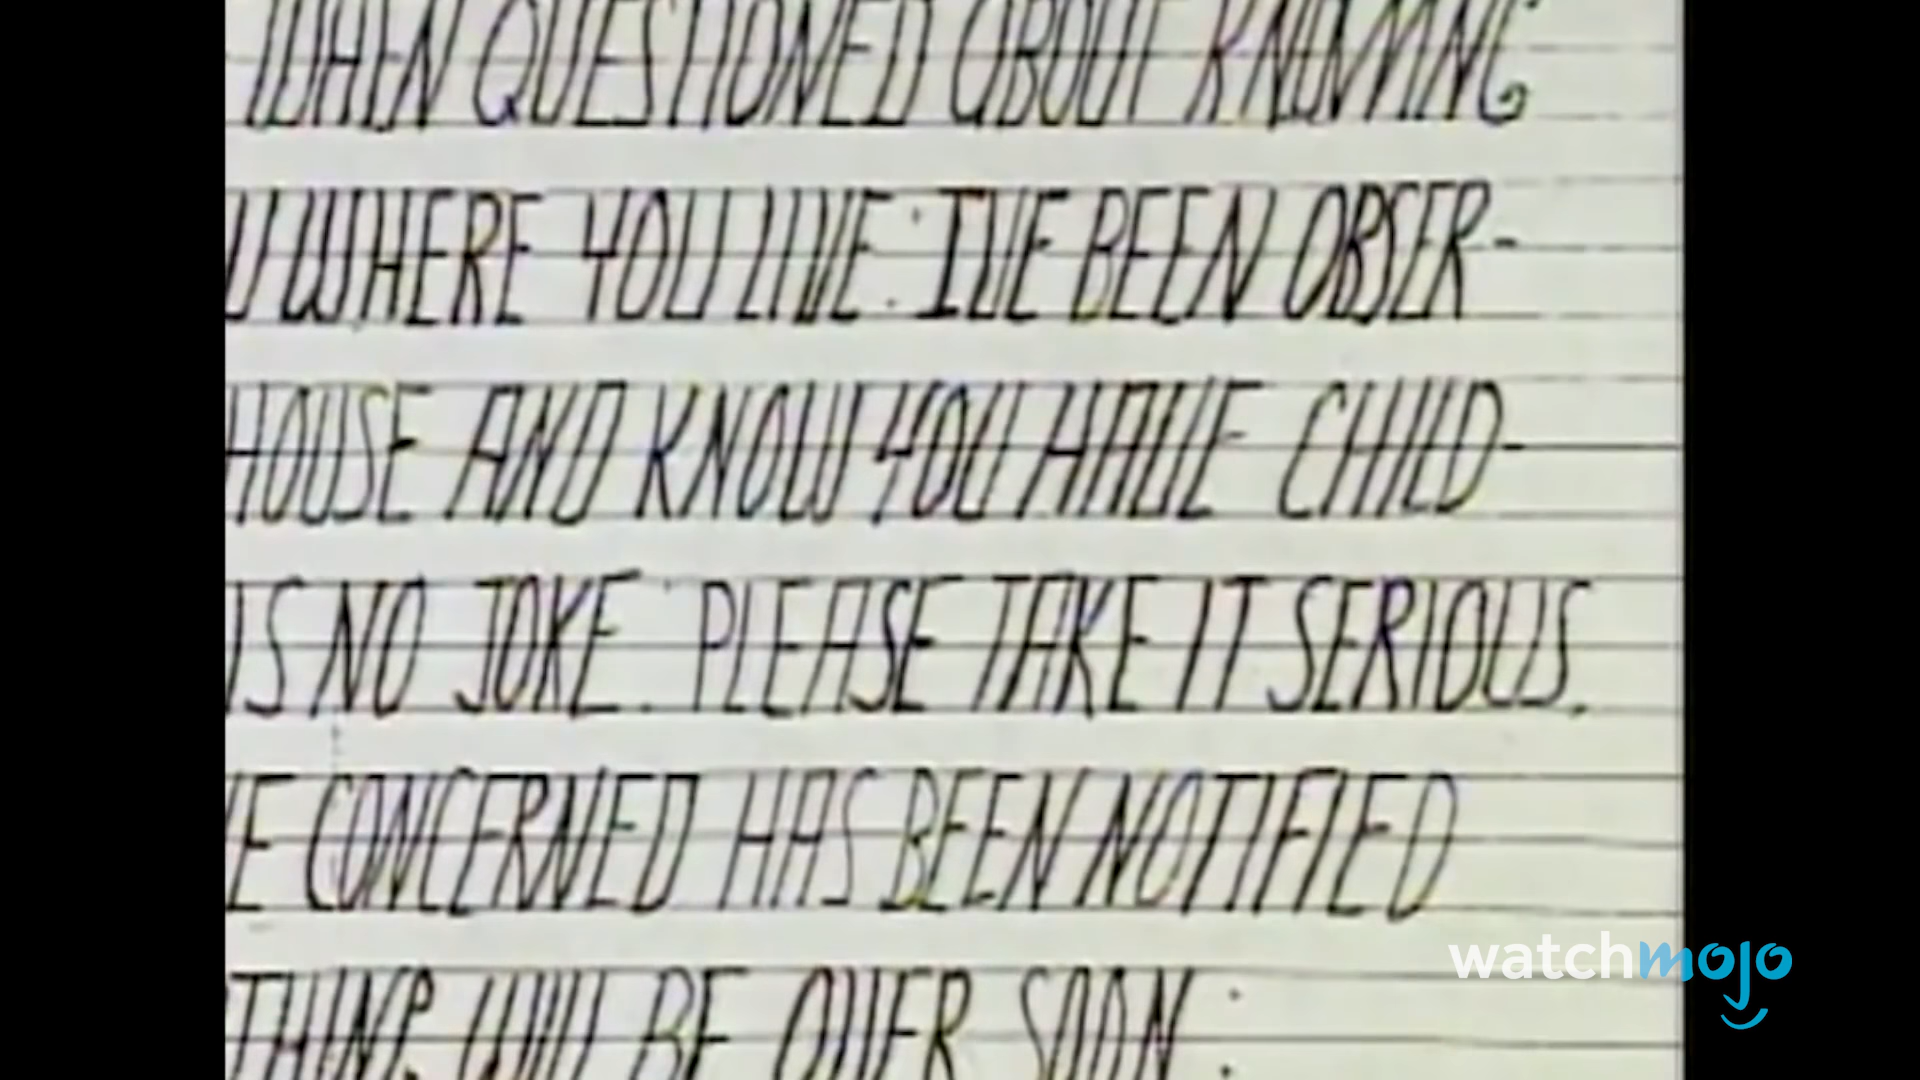 WHEN QUESTIONED ABOUT KNOWING
WHERE YOU LIVE. I'VE BEEN OBSER-
HOUSE AND KNOW YOU HAVE CHILD-
IS NO JOKE. PLEASE TAKE IT SERIOUS.
CONCERNED HAS BEEN NOTIFIED
THING WILL BE OVER SOON.
watchmojo